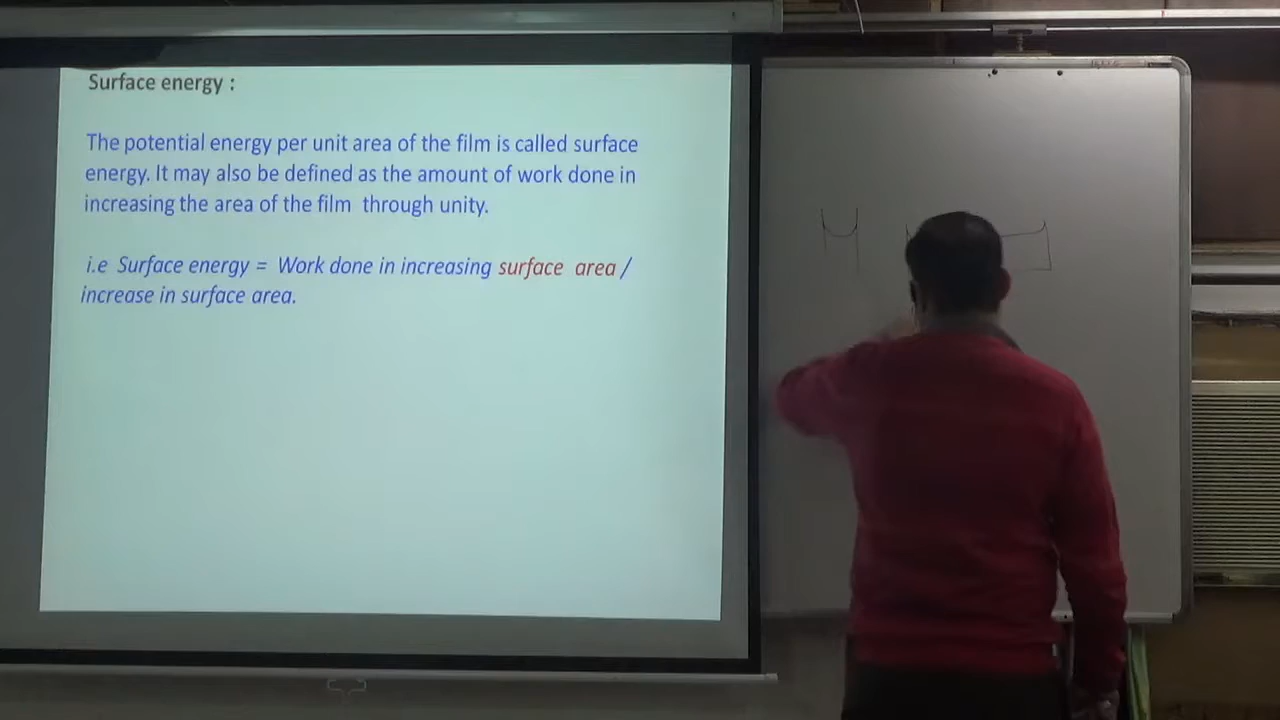 Surface energy :
The potential energy per unit area of the film is called surface
energy. It may also be defined as the amount of work done in
increasing the area of the film through unity.
i.e Surface energy = Work done in increasing surface area /
increase in surface area.